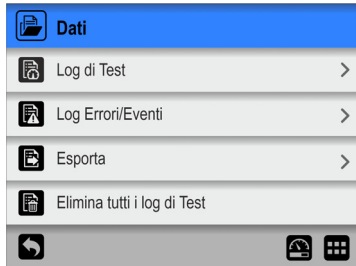 Dati
Log di Test
Log Errori/Eventi
Esporta
Elimina tutti i log di Test